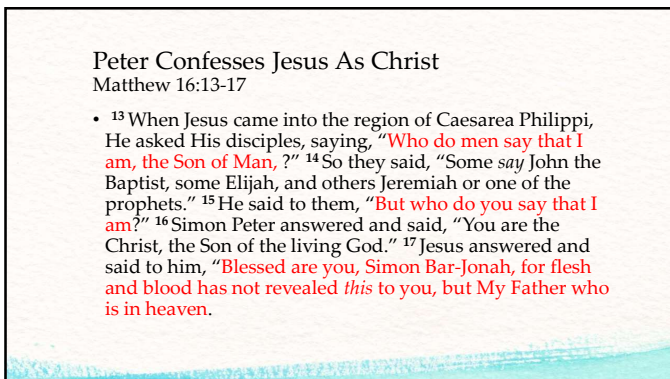 Peter Confesses Jesus As Christ
Matthew 16:13-17
• 13 When Jesus came into the region of Caesarea Philippi,
He asked His disciples, saying, “Who do men say that I
am, the Son of Man, ?” 14 So they said, “Some say John the
Baptist, some Elijah, and others Jeremiah or one of the
prophets.” 15 He said to them, “But who do you say that I
am?” 16 Simon Peter answered and said, “You are the
Christ, the Son of the living God.” 17 Jesus answered and
said to him, “Blessed are you, Simon Bar-Jonah, for flesh
and blood has not revealed this to you, but My Father who
is in heaven.